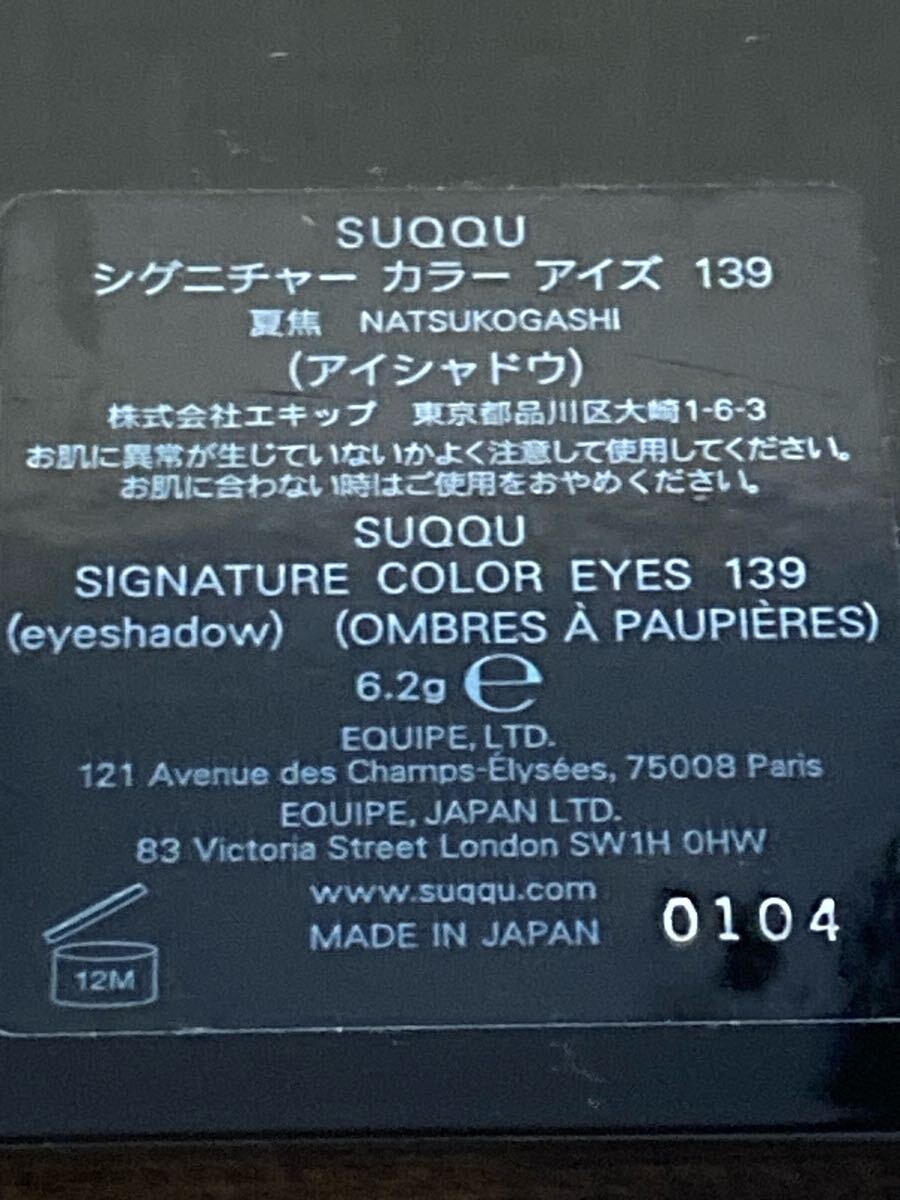 SUQQU
シグニチャー カラー アイズ 139
夏焦 NATSUKOGASHI
(アイシャドウ)
株式会社エキップ 東京都品川区大崎1-6-3
お肌に異常が生じていないかよく注意して使用してください。
お肌に合わない時はご使用をおやめください。
SUQQU
SIGNATURE COLOR EYES 139
(eyeshadow) (OMBRES À PAUPIÈRES)
6.2g ℮
EQUIPE, LTD.
121 Avenue des Champs-Élysées, 75008 Paris
EQUIPE, JAPAN LTD.
83 Victoria Street London SW1H 0HW
www.suqqu.com
MADE IN JAPAN 0104
12M